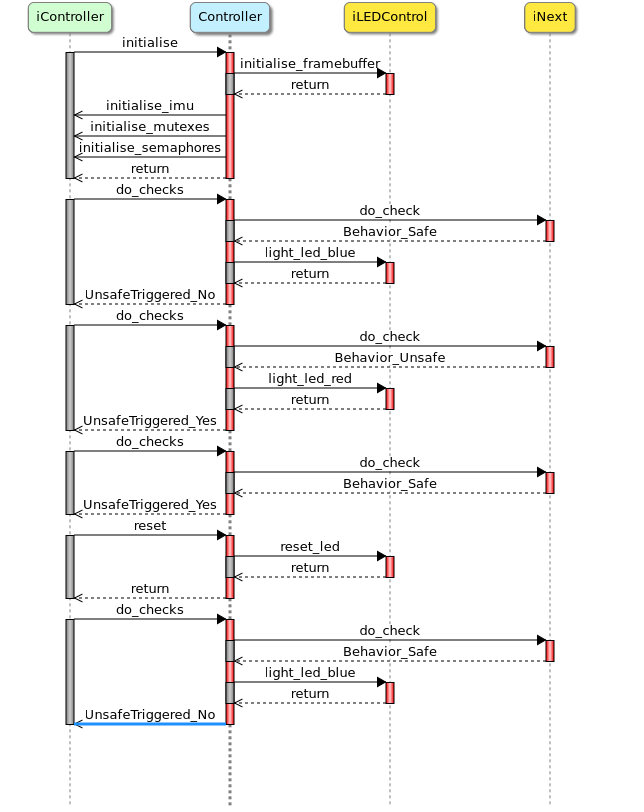 iController Controller iLEDControl iNext
initialise
initialise_framebuffer
return
initialise_imu
initialise_mutexes
initialise_semaphores
return
do_checks
do_check
Behavior_Safe
light_led_blue
return
UnsafeTriggered_No
do_checks
do_check
Behavior_Unsafe
light_led_red
return
UnsafeTriggered_Yes
do_checks
do_check
Behavior_Safe
UnsafeTriggered_Yes
reset
reset_led
return
return
do_checks
do_check
Behavior_Safe
light_led_blue
return
UnsafeTriggered_No